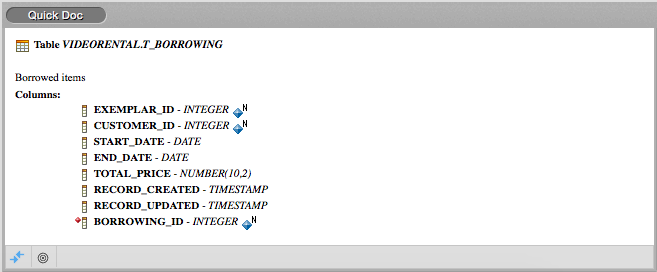 Quick Doc
Table VIDEORENTAL.T_BORROWING
Borrowed items
Columns:
EXEMPLAR_ID - INTEGER N
CUSTOMER_ID - INTEGER N
START_DATE - DATE
END_DATE - DATE
TOTAL_PRICE - NUMBER(10,2)
RECORD_CREATED - TIMESTAMP
RECORD_UPDATED - TIMESTAMP
BORROWING_ID - INTEGER N